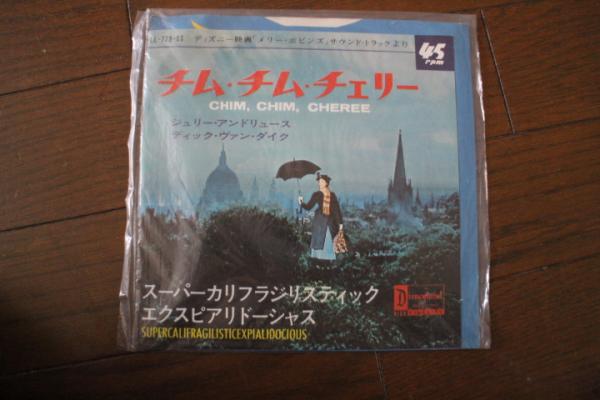 ディズニー映画「メリー・ポピンズ」サウンド・トラックより
45
rpm
チム・チム・チェリー
CHIM, CHIM, CHEREE
ジュリー・アンドリュース
ディック・ヴァン・ダイク
スーパーカリフラジリスティック
エクスピアリドーシャス
SUPERCALIFRAGILISTICEXPIALIDOCIOUS